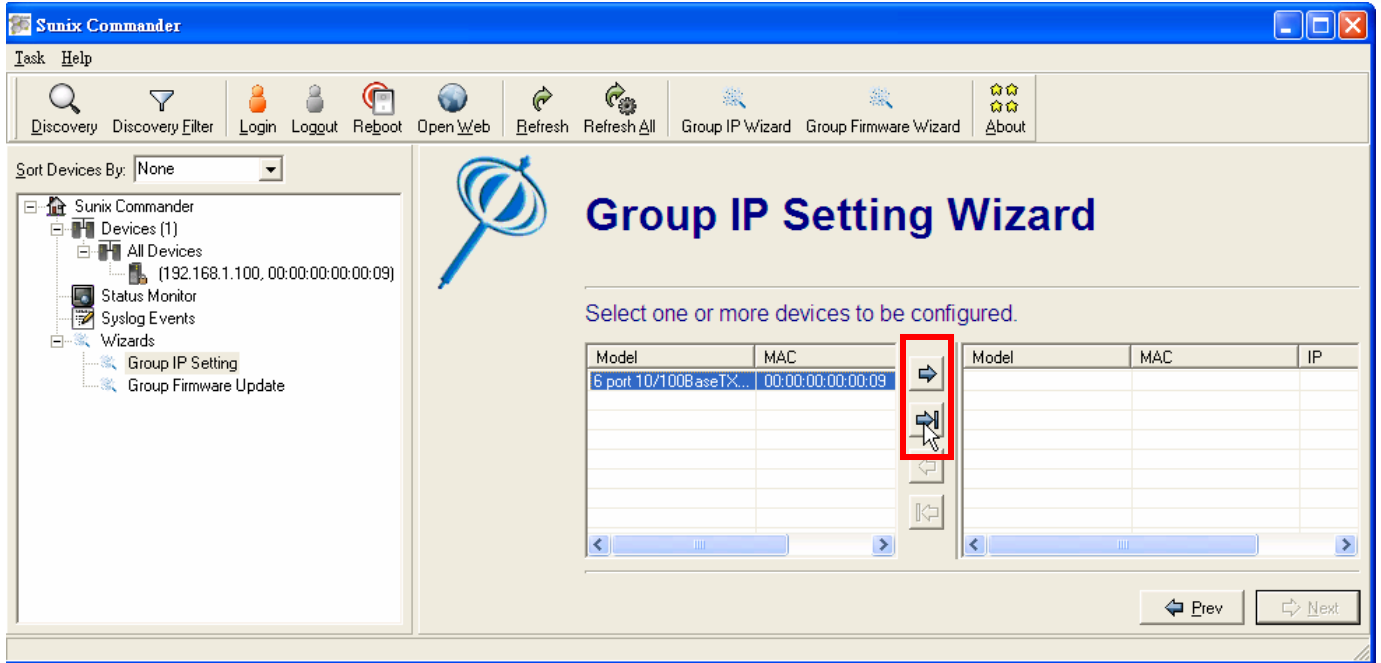 Sunix Commander
Task Help
Discovery Discovery Filter Login Logout Reboot Open Web Refresh Refresh All Group IP Wizard Group Firmware Wizard About
Sort Devices By: None
Sunix Commander
Devices (1)
All Devices
(192.168.1.100, 00:00:00:00:00:09)
Status Monitor
Syslog Events
Wizards
Group IP Setting
Group Firmware Update
Group IP Setting Wizard
Select one or more devices to be configured.
Model MAC
6 port 10/100BaseTX... 00:00:00:00:00:09
Model MAC IP
Prev Next